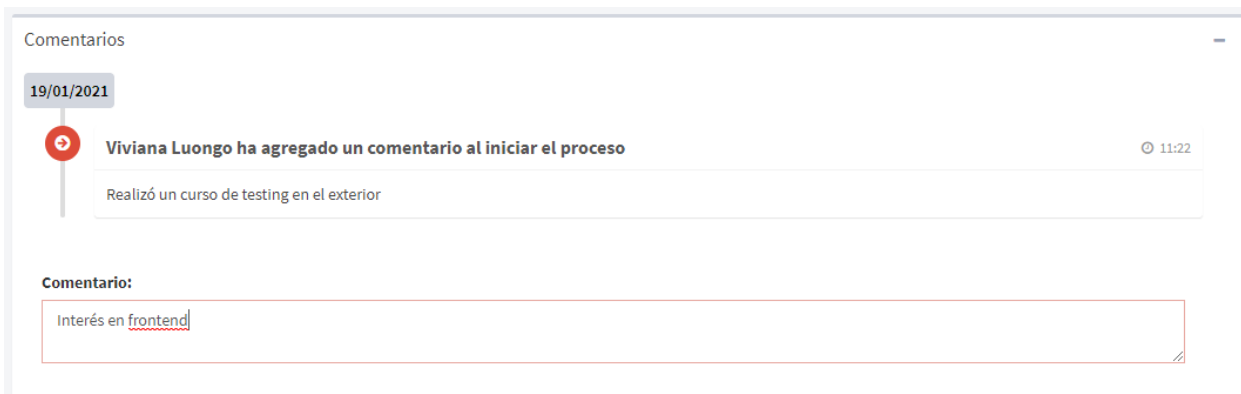 Comentarios
19/01/2021
Viviana Luongo ha agregado un comentario al iniciar el proceso
11:22
Realizó un curso de testing en el exterior
Comentario:
Interés en frontend